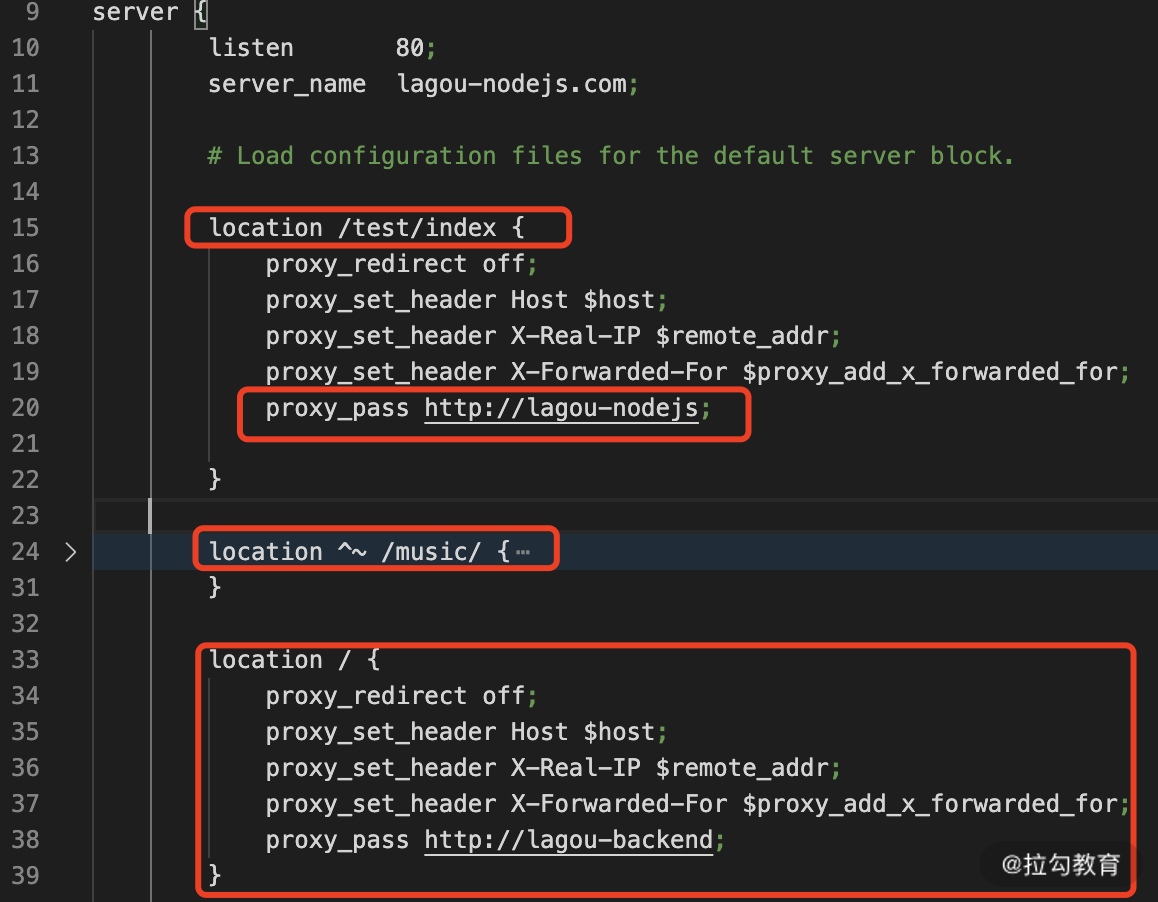 9 server {
10 listen 80;
11 server_name lagou-nodejs.com;
12
13 # Load configuration files for the default server block.
14
15 location /test/index {
16 proxy_redirect off;
17 proxy_set_header Host $host;
18 proxy_set_header X-Real-IP $remote_addr;
19 proxy_set_header X-Forwarded-For $proxy_add_x_forwarded_for;
20 proxy_pass http://lagou-nodejs;
21
22 }
23
24 location ^~ /music/ {…
31 }
32
33 location / {
34 proxy_redirect off;
35 proxy_set_header Host $host;
36 proxy_set_header X-Real-IP $remote_addr;
37 proxy_set_header X-Forwarded-For $proxy_add_x_forwarded_for;
38 proxy_pass http://lagou-backend;
39 }
@拉勾教育